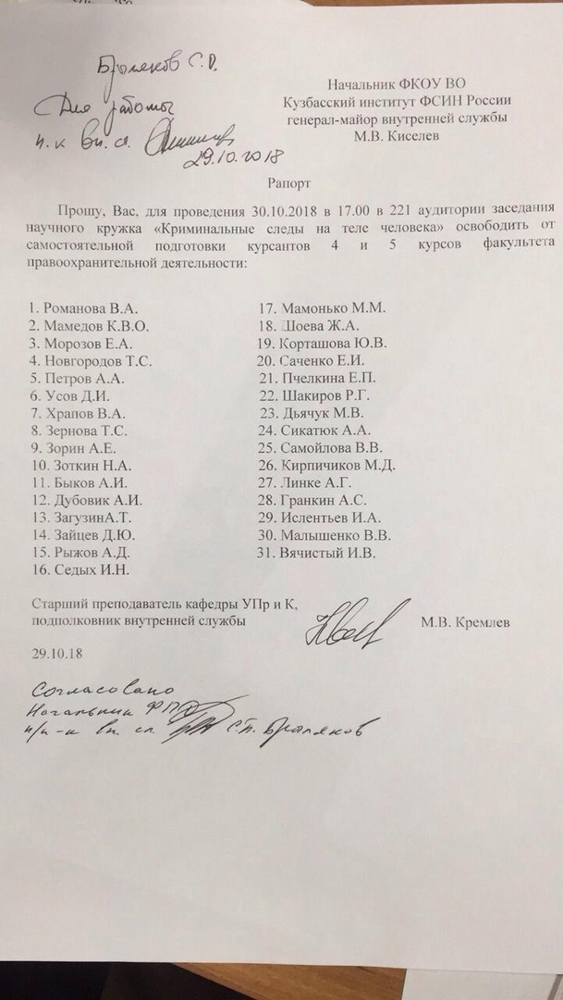 Брыляков С.П.
Для работы
п-к вн. сл.
29.10.2018
Начальник ФКОУ ВО
Кузбасский институт ФСИН России
генерал-майор внутренней службы
М.В. Киселев
Рапорт
Прошу, Вас, для проведения 30.10.2018 в 17.00 в 221 аудитории заседания
научного кружка «Криминальные следы на теле человека» освободить от
самостоятельной подготовки курсантов 4 и 5 курсов факультета
правоохранительной деятельности:
1. Романова В.А.
2. Мамедов К.В.О.
3. Морозов Е.А.
4. Новгородов Т.С.
5. Петров А.А.
6. Усов Д.И.
7. Храпов В.А.
8. Зернова Т.С.
9. Зорин А.Е.
10. Зоткин Н.А.
11. Быков А.И.
12. Дубовик А.И.
13. ЗагузинА.Т.
14. Зайцев Д.Ю.
15. Рыжов А.Д.
16. Седых И.Н.
17. Мамонько М.М.
18. Шоева Ж.А.
19. Корташова Ю.В.
20. Саченко Е.И.
21. Пчелкина Е.П.
22. Шакиров Р.Г.
23. Дьячук М.В.
24. Сикатюк А.А.
25. Самойлова В.В.
26. Кирпичиков М.Д.
27. Линке А.Г.
28. Гранкин А.С.
29. Ислентьев И.А.
30. Малышенко В.В.
31. Вячистый И.В.
Старший преподаватель кафедры УПр и К,
подполковник внутренней службы
М.В. Кремлев
29.10.18
Согласовано
Начальник ФПД
п/п-к вн. сл. С.П. Брыляков